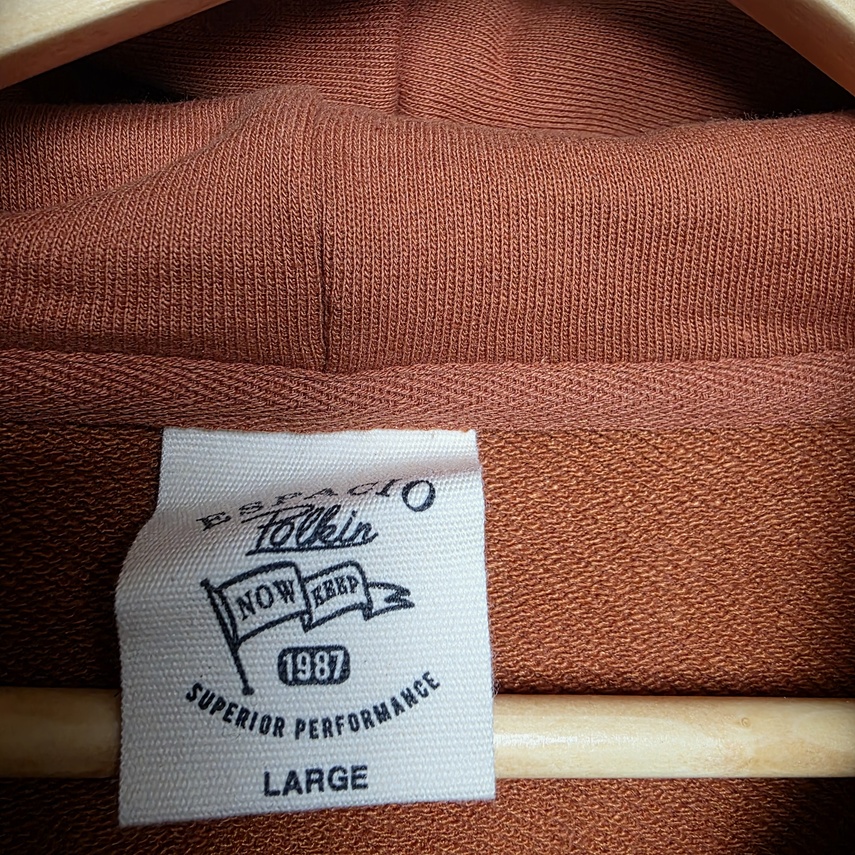 ESPACIO
Folkin
NOW KEEP
1987
SUPERIOR PERFORMANCE
LARGE